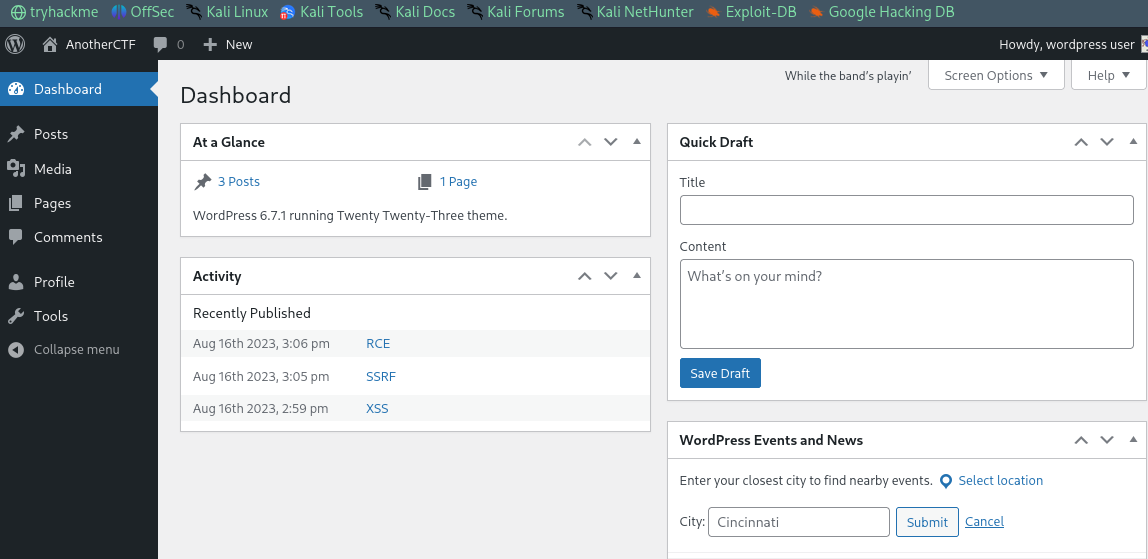 tryhackme OffSec Kali Linux Kali Tools Kali Docs Kali Forums Kali NetHunter Exploit-DB Google Hacking DB
AnotherCTF 0 New Howdy, wordpress user
Dashboard
Posts
Media
Pages
Comments
Profile
Tools
Collapse menu
While the band's playin'
Screen Options
Help
Dashboard
At a Glance
3 Posts 1 Page
WordPress 6.7.1 running Twenty Twenty-Three theme.
Activity
Recently Published
Aug 16th 2023, 3:06 pm RCE
Aug 16th 2023, 3:05 pm SSRF
Aug 16th 2023, 2:59 pm XSS
Quick Draft
Title
Content
What's on your mind?
Save Draft
WordPress Events and News
Enter your closest city to find nearby events. Select location
City: Cincinnati Submit Cancel